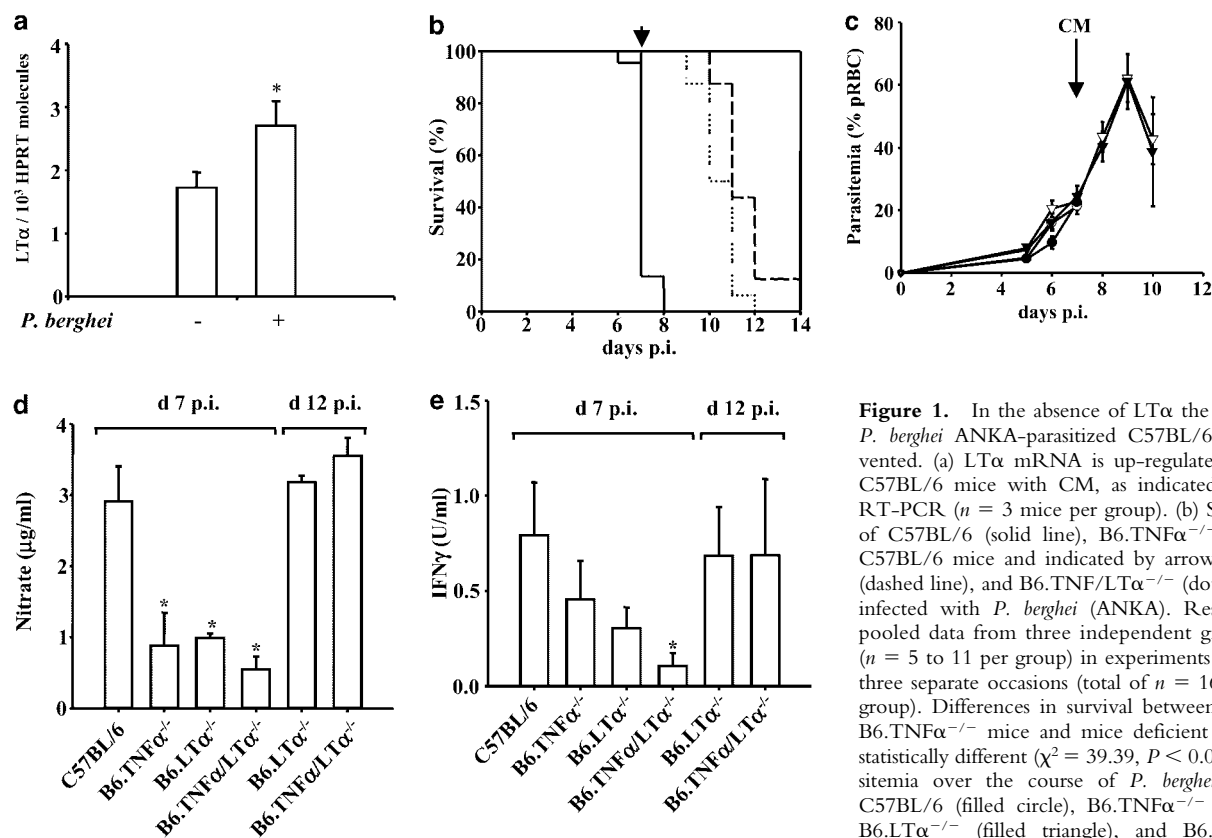 a
4
3
2
1
0
LTα / 10³ HPRT molecules
P. berghei - +
*
b
100
80
60
40
20
0
Survival (%)
0 2 4 6 8 10 12 14
days p.i.
c
CM
80
60
40
20
0
Parasitemia (% pRBC)
0 2 4 6 8 10 12
days p.i.
d
d 7 p.i. d 12 p.i.
4
3
2
1
0
Nitrate (μg/ml)
* * *
C57BL/6
B6.TNFα-/-
B6.LTα-/-
B6.TNFα/LTα-/-
B6.LTα-/-
B6.TNFα/LTα-/-
e
d 7 p.i. d 12 p.i.
1.5
1.0
0.5
0.0
IFNγ (U/ml)
*
C57BL/6
B6.TNFα-/-
B6.LTα-/-
B6.TNFα/LTα-/-
B6.LTα-/-
B6.TNFα/LTα-/-
Figure 1. In the absence of LTα the
P. berghei ANKA-parasitized C57BL/6
vented. (a) LTα mRNA is up-regulate
C57BL/6 mice with CM, as indicated
RT-PCR (n = 3 mice per group). (b) S
of C57BL/6 (solid line), B6.TNFα−/−
C57BL/6 mice and indicated by arrow
(dashed line), and B6.TNF/LTα−/− (do
infected with P. berghei (ANKA). Res
pooled data from three independent g
(n = 5 to 11 per group) in experiments
three separate occasions (total of n = 16
group). Differences in survival between
B6.TNFα−/− mice and mice deficient
statistically different (χ² = 39.39, P < 0.0
sitemia over the course of P. berghe
C57BL/6 (filled circle), B6.TNFα−/−
B6.LTα−/− (filled triangle), and B6.